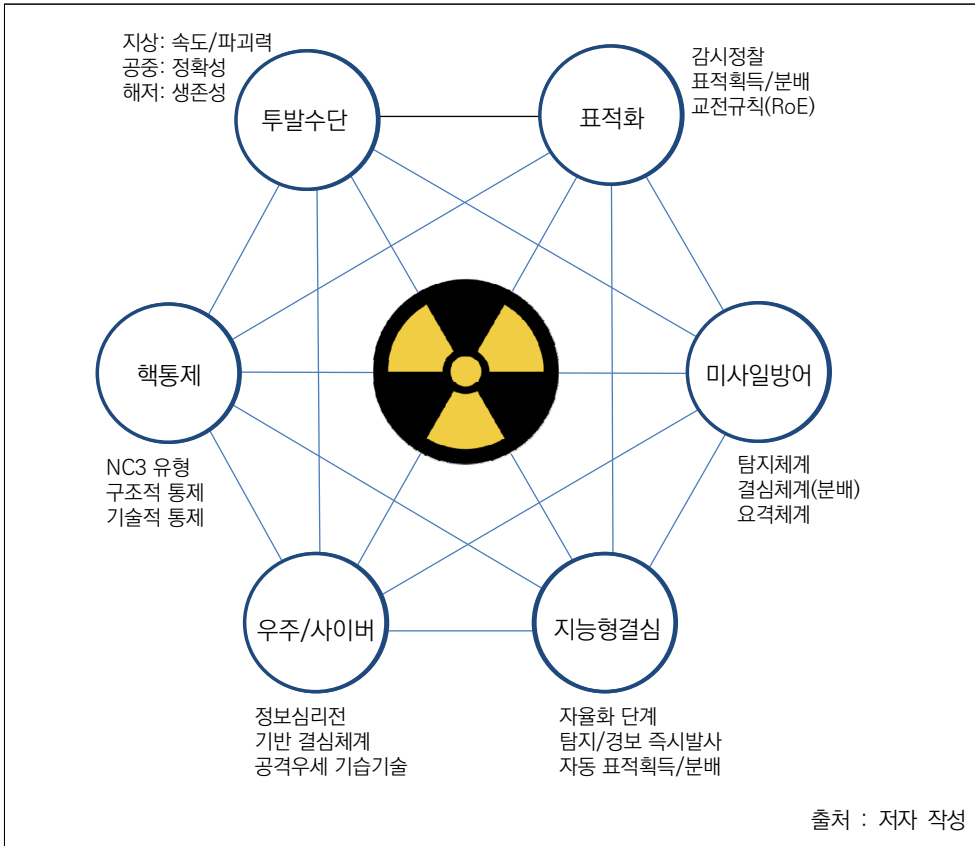 지상: 속도/파괴력
공중: 정확성
해저: 생존성
투발수단
표적화
감시정찰
표적획득/분배
교전규칙(RoE)
핵통제
NC3 유형
구조적 통제
기술적 통제
미사일방어
탐지체계
결심체계(분배)
요격체계
우주/사이버
정보심리전
기반 결심체계
공격우세 기습기술
지능형결심
자율화 단계
탐지/경보 즉시발사
자동 표적획득/분배
출처 : 저자 작성